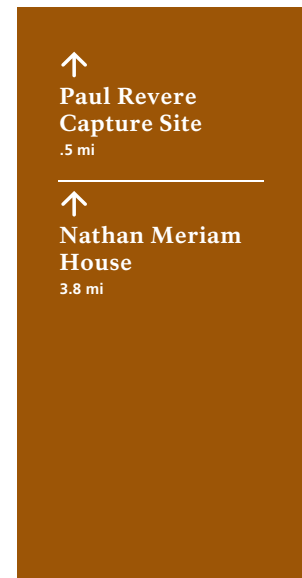 Paul Revere
Capture Site
.5 mi
Nathan Meriam
House
3.8 mi